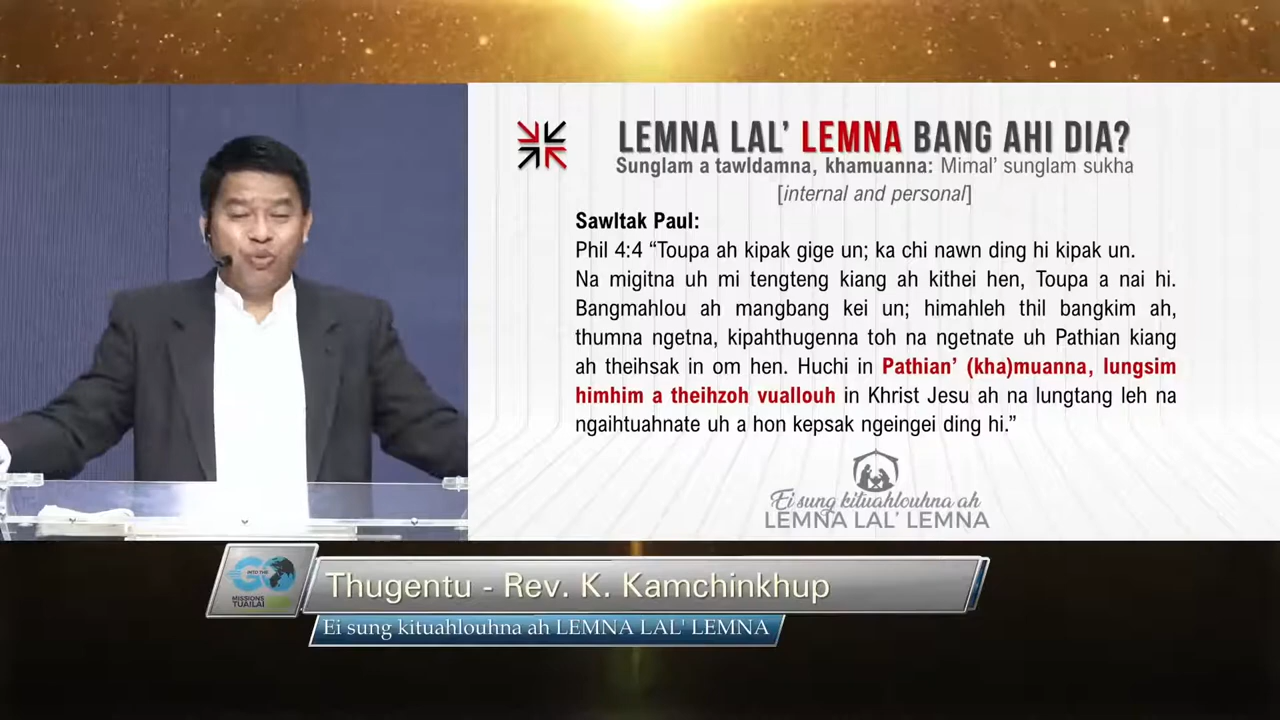 LEMNA LAL’ LEMNA BANG AHI DIA?
Sunglam a tawldamna, khamuanna: Mimal’ sunglam sukha
[internal and personal]
Sawltak Paul:
Phil 4:4 “Toupa ah kipak gige un; ka chi nawn ding hi kipak un.
Na migitna uh mi tengteng kiang ah kithei hen, Toupa a nai hi.
Bangmahlou ah mangbang kei un; himahleh thil bangkim ah,
thumna ngetna, kipahthugenna toh na ngetnate uh Pathian kiang
ah theihsak in om hen. Huchi in Pathian’ (kha)muanna, lungsim
himhim a theihzoh vuallouh in Khrist Jesu ah na lungtang leh na
ngaihtuahnate uh a hon kepsak ngeingei ding hi.”
Ei sung kituahlouhna ah
LEMNA LAL’ LEMNA
GO
INTO THE
MISSIONS
TUAILAI
Thugentu - Rev. K. Kamchinkhup
Ei sung kituahlouhna ah LEMNA LAL' LEMNA